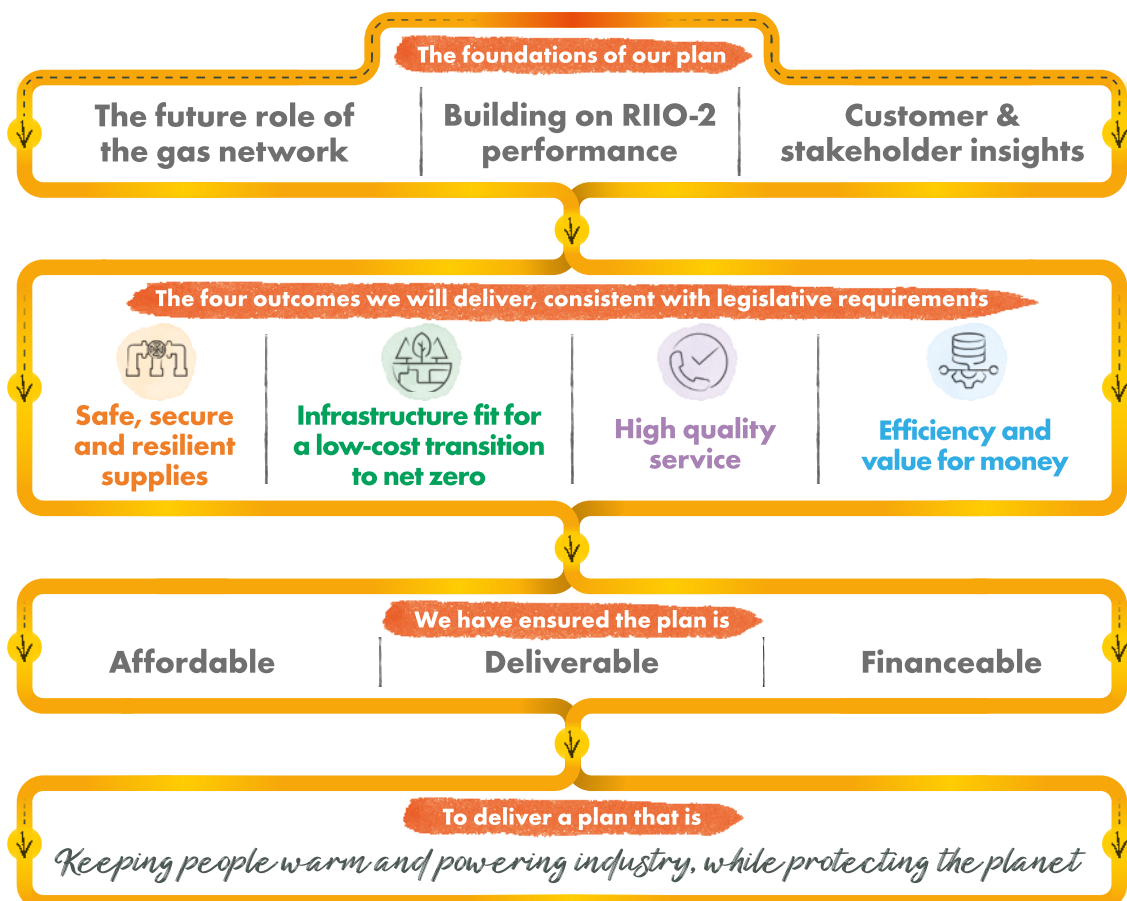 The foundations of our plan
The future role of
the gas network
Building on RIIO-2
performance
Customer &
stakeholder insights
The four outcomes we will deliver, consistent with legislative requirements
Safe, secure
and resilient
supplies
Infrastructure fit for
a low-cost transition
to net zero
High quality
service
Efficiency and
value for money
We have ensured the plan is
Affordable
Deliverable
Financeable
To deliver a plan that is
Keeping people warm and powering industry, while protecting the planet